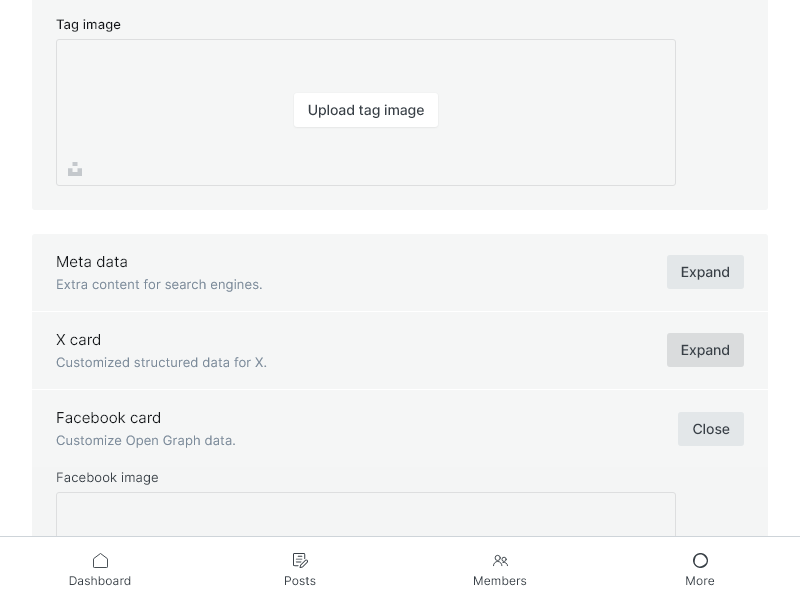 Tag image
Upload tag image
Meta data
Extra content for search engines.
Expand
X card
Customized structured data for X.
Expand
Facebook card
Customize Open Graph data.
Close
Facebook image
Dashboard
Posts
Members
More